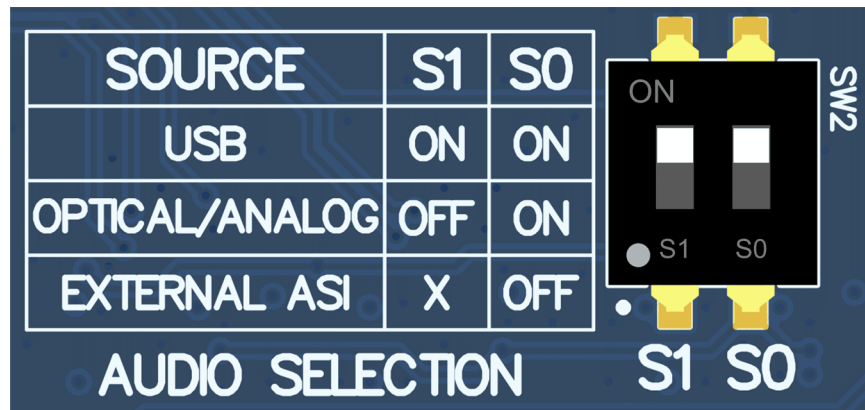 SOURCE S1 S0
USB ON ON
OPTICAL/ANALOG OFF ON
EXTERNAL ASI X OFF
AUDIO SELECTION
ON
S1 S0
SW2
S1 S0